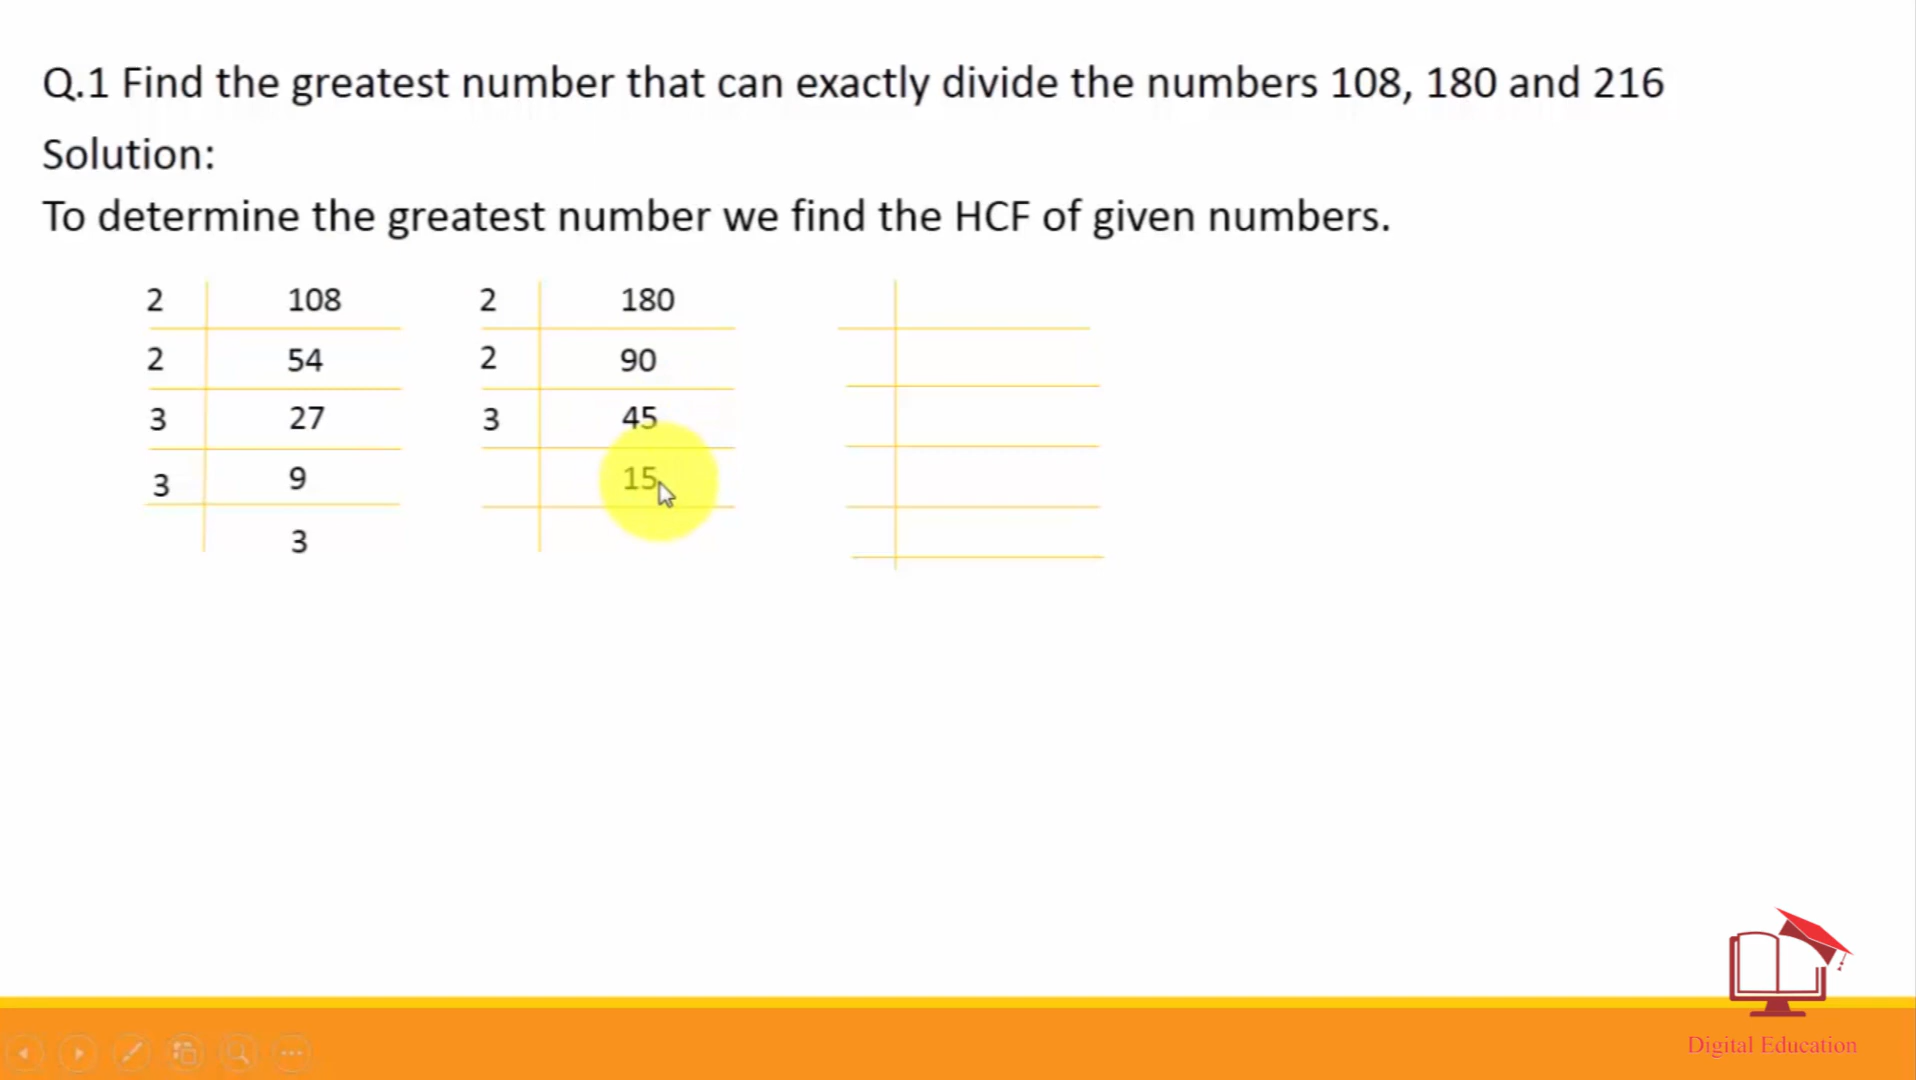 Q.1 Find the greatest number that can exactly divide the numbers 108, 180 and 216
Solution:
To determine the greatest number we find the HCF of given numbers.
2 108 2 180
2 54 2 90
3 27 3 45
3 9 15
3
Digital Education